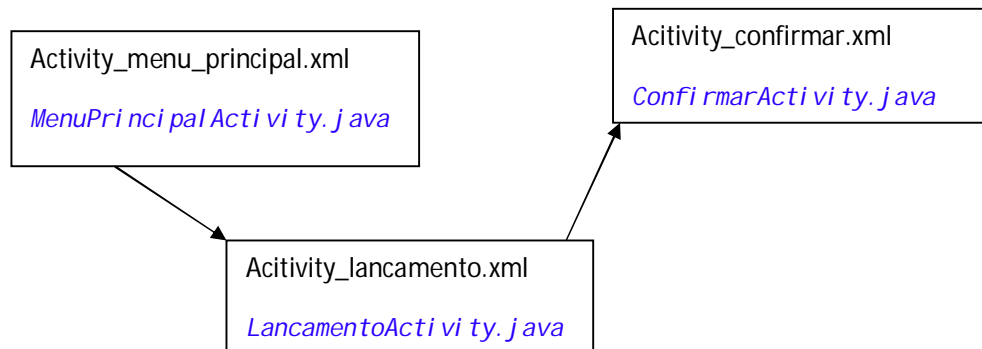 Activity_menu_principal.xml
MenuPrincipalActivity.java
Acitivity_confirmar.xml
ConfirmarActivity.java
Acitivity_lancamento.xml
LancamentoActivity.java